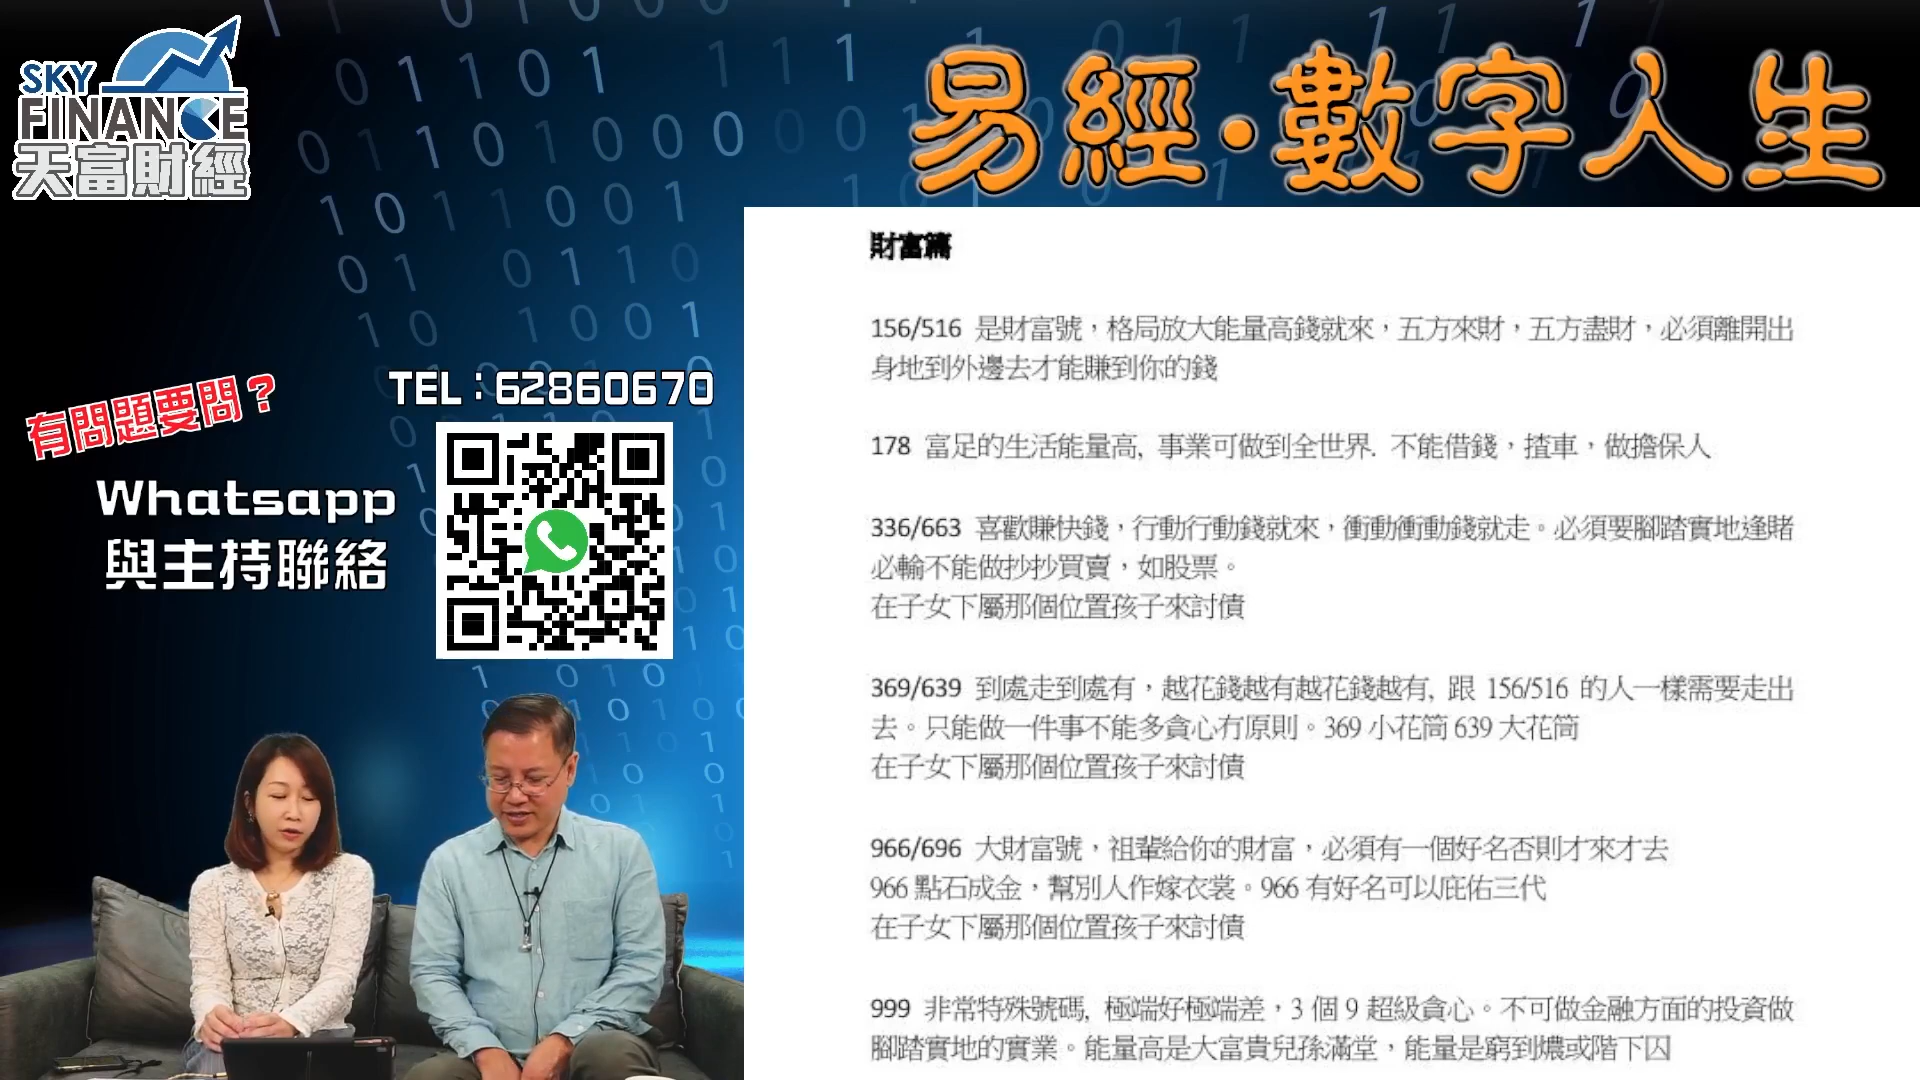 SKY
FINANCE
天富財經
易經·數字人生
有問題要問？
TEL：62860670
Whatsapp
與主持聯絡
財富篇
156/516 是財富號，格局放大能量高錢就來，五方來財，五方盡財，必須離開出
身地到外邊去才能賺到你的錢
178 富足的生活能量高, 事業可做到全世界. 不能借錢，揸車，做擔保人
336/663 喜歡賺快錢，行動行動錢就來，衝動衝動錢就走。必須要腳踏實地逢賭
必輸不能做抄抄買賣，如股票。
在子女下屬那個位置孩子來討債
369/639 到處走到處有，越花錢越有越花錢越有, 跟 156/516 的人一樣需要走出
去。只能做一件事不能多貪心冇原則。369 小花筒 639 大花筒
在子女下屬那個位置孩子來討債
966/696 大財富號，祖輩給你的財富，必須有一個好名否則才來才去
966 點石成金，幫別人作嫁衣裳。966 有好名可以庇佑三代
在子女下屬那個位置孩子來討債
999 非常特殊號碼, 極端好極端差，3 個 9 超級貪心。不可做金融方面的投資做
腳踏實地的實業。能量高是大富貴兒孫滿堂，能量是窮到燶或階下囚